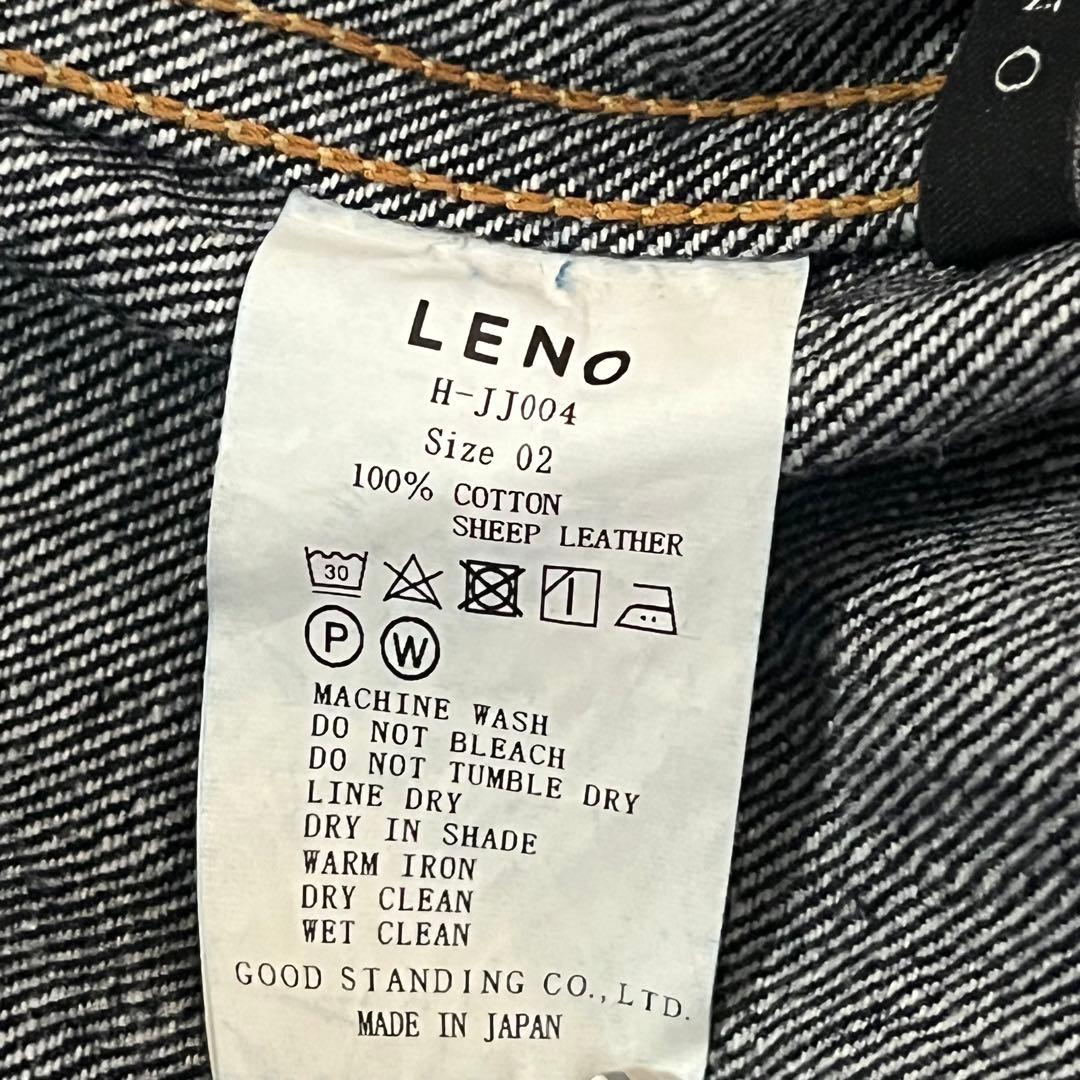 LENO
H-JJ004
Size 02
100% COTTON
SHEEP LEATHER
30
P W
MACHINE WASH
DO NOT BLEACH
DO NOT TUMBLE DRY
LINE DRY
DRY IN SHADE
WARM IRON
DRY CLEAN
WET CLEAN
GOOD STANDING CO., LTD.
MADE IN JAPAN